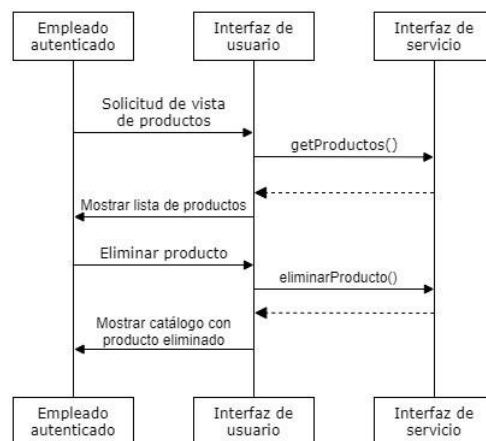 Empleado
autenticado
Interfaz de
usuario
Interfaz de
servicio
Solicitud de vista
de productos
getProductos()
Mostrar lista de productos
Eliminar producto
eliminarProducto()
Mostrar catálogo con
producto eliminado
Empleado
autenticado
Interfaz de
usuario
Interfaz de
servicio